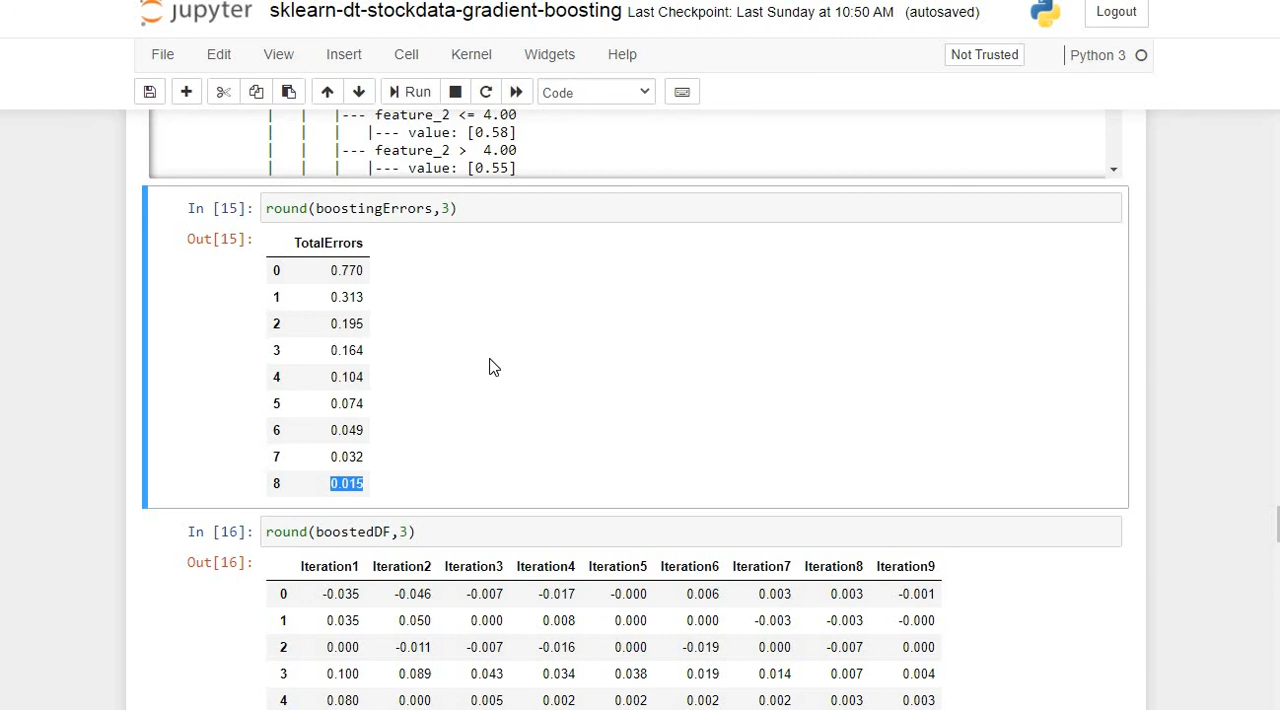 jupyter sklearn-dt-stockdata-gradient-boosting Last Checkpoint: Last Sunday at 10:50 AM (autosaved) Logout
File Edit View Insert Cell Kernel Widgets Help Not Trusted Python 3
Run Code
| | |--- feature_2 <= 4.00
| | | |--- value: [0.58]
| | |--- feature_2 > 4.00
| | | |--- value: [0.55]
In [15]: round(boostingErrors,3)
Out[15]:
TotalErrors
0 0.770
1 0.313
2 0.195
3 0.164
4 0.104
5 0.074
6 0.049
7 0.032
8 0.015
In [16]: round(boostedDF,3)
Out[16]:
Iteration1 Iteration2 Iteration3 Iteration4 Iteration5 Iteration6 Iteration7 Iteration8 Iteration9
0 -0.035 -0.046 -0.007 -0.017 -0.000 0.006 0.003 0.003 -0.001
1 0.035 0.050 0.000 0.008 0.000 0.000 -0.003 -0.003 -0.000
2 0.000 -0.011 -0.007 -0.016 0.000 -0.019 0.000 -0.007 0.000
3 0.100 0.089 0.043 0.034 0.038 0.019 0.014 0.007 0.004
4 0.080 0.000 0.005 0.002 0.002 0.002 0.002 0.003 0.003